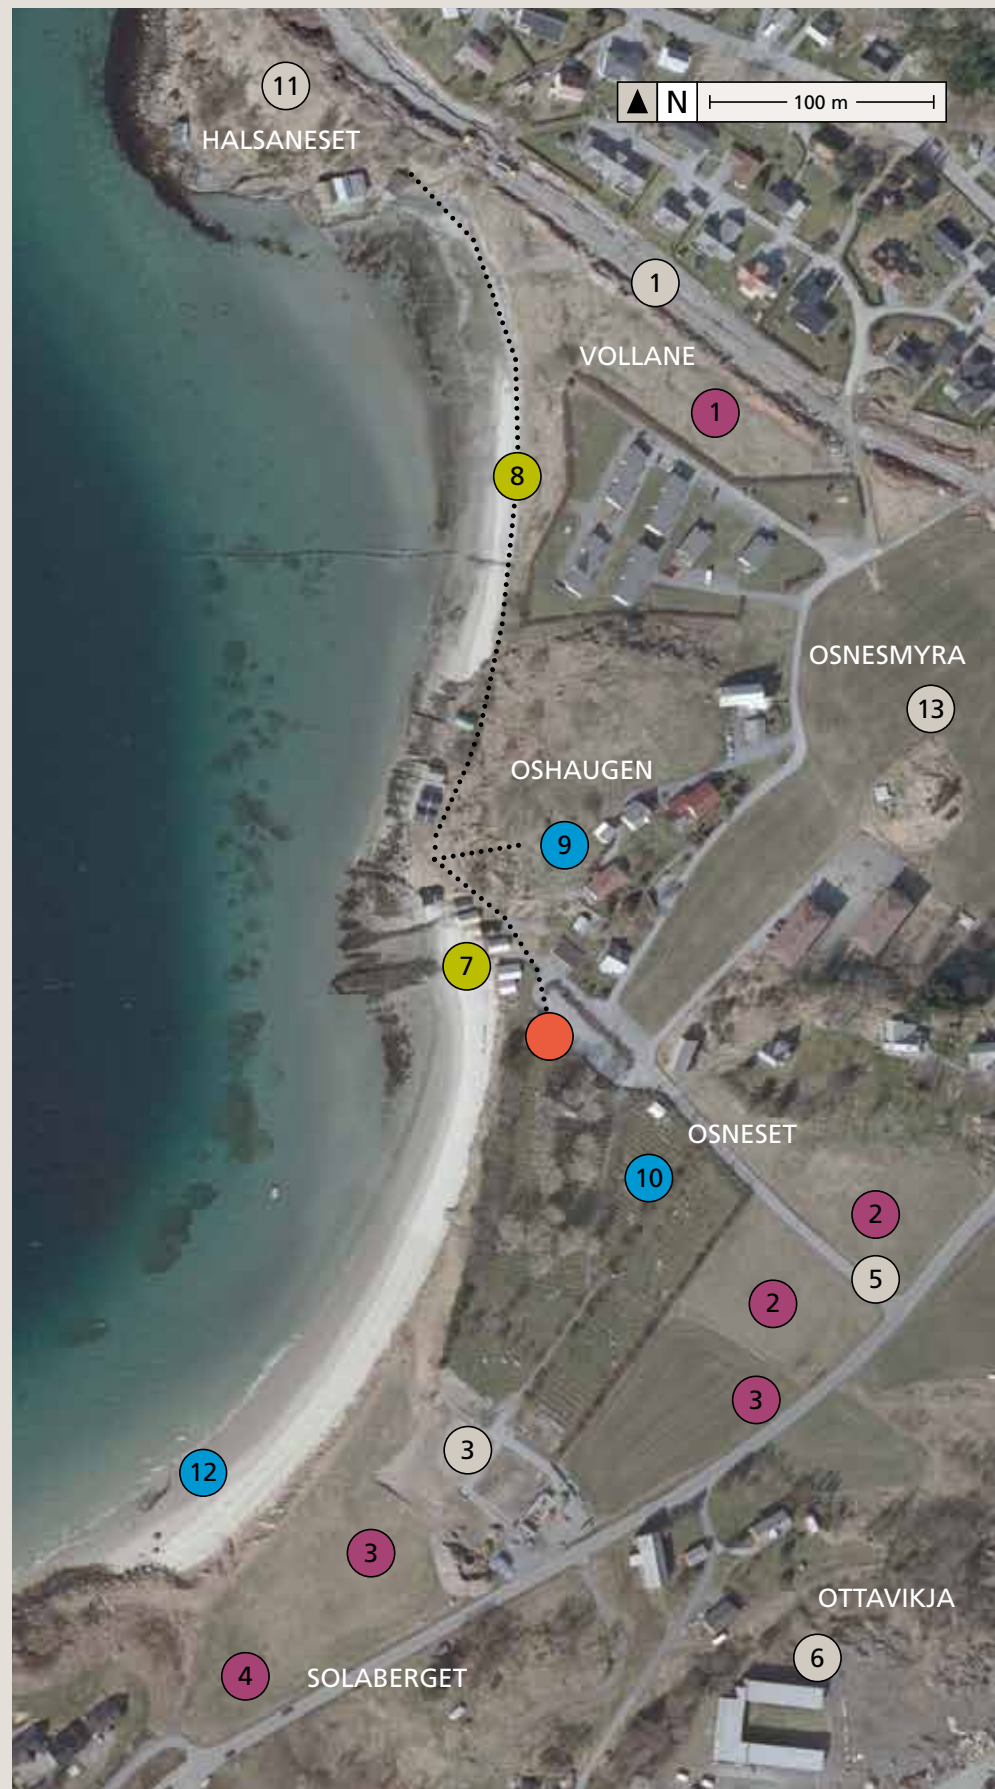 11
N 100 m
HALSANESET
1
VOLLANE
1
8
OSNESMYRA
13
OSHAUGEN
9
7
OSNESET
10
2
5
2
3
3
12
3
OTTAVIKJA
6
4
SOLABERGET